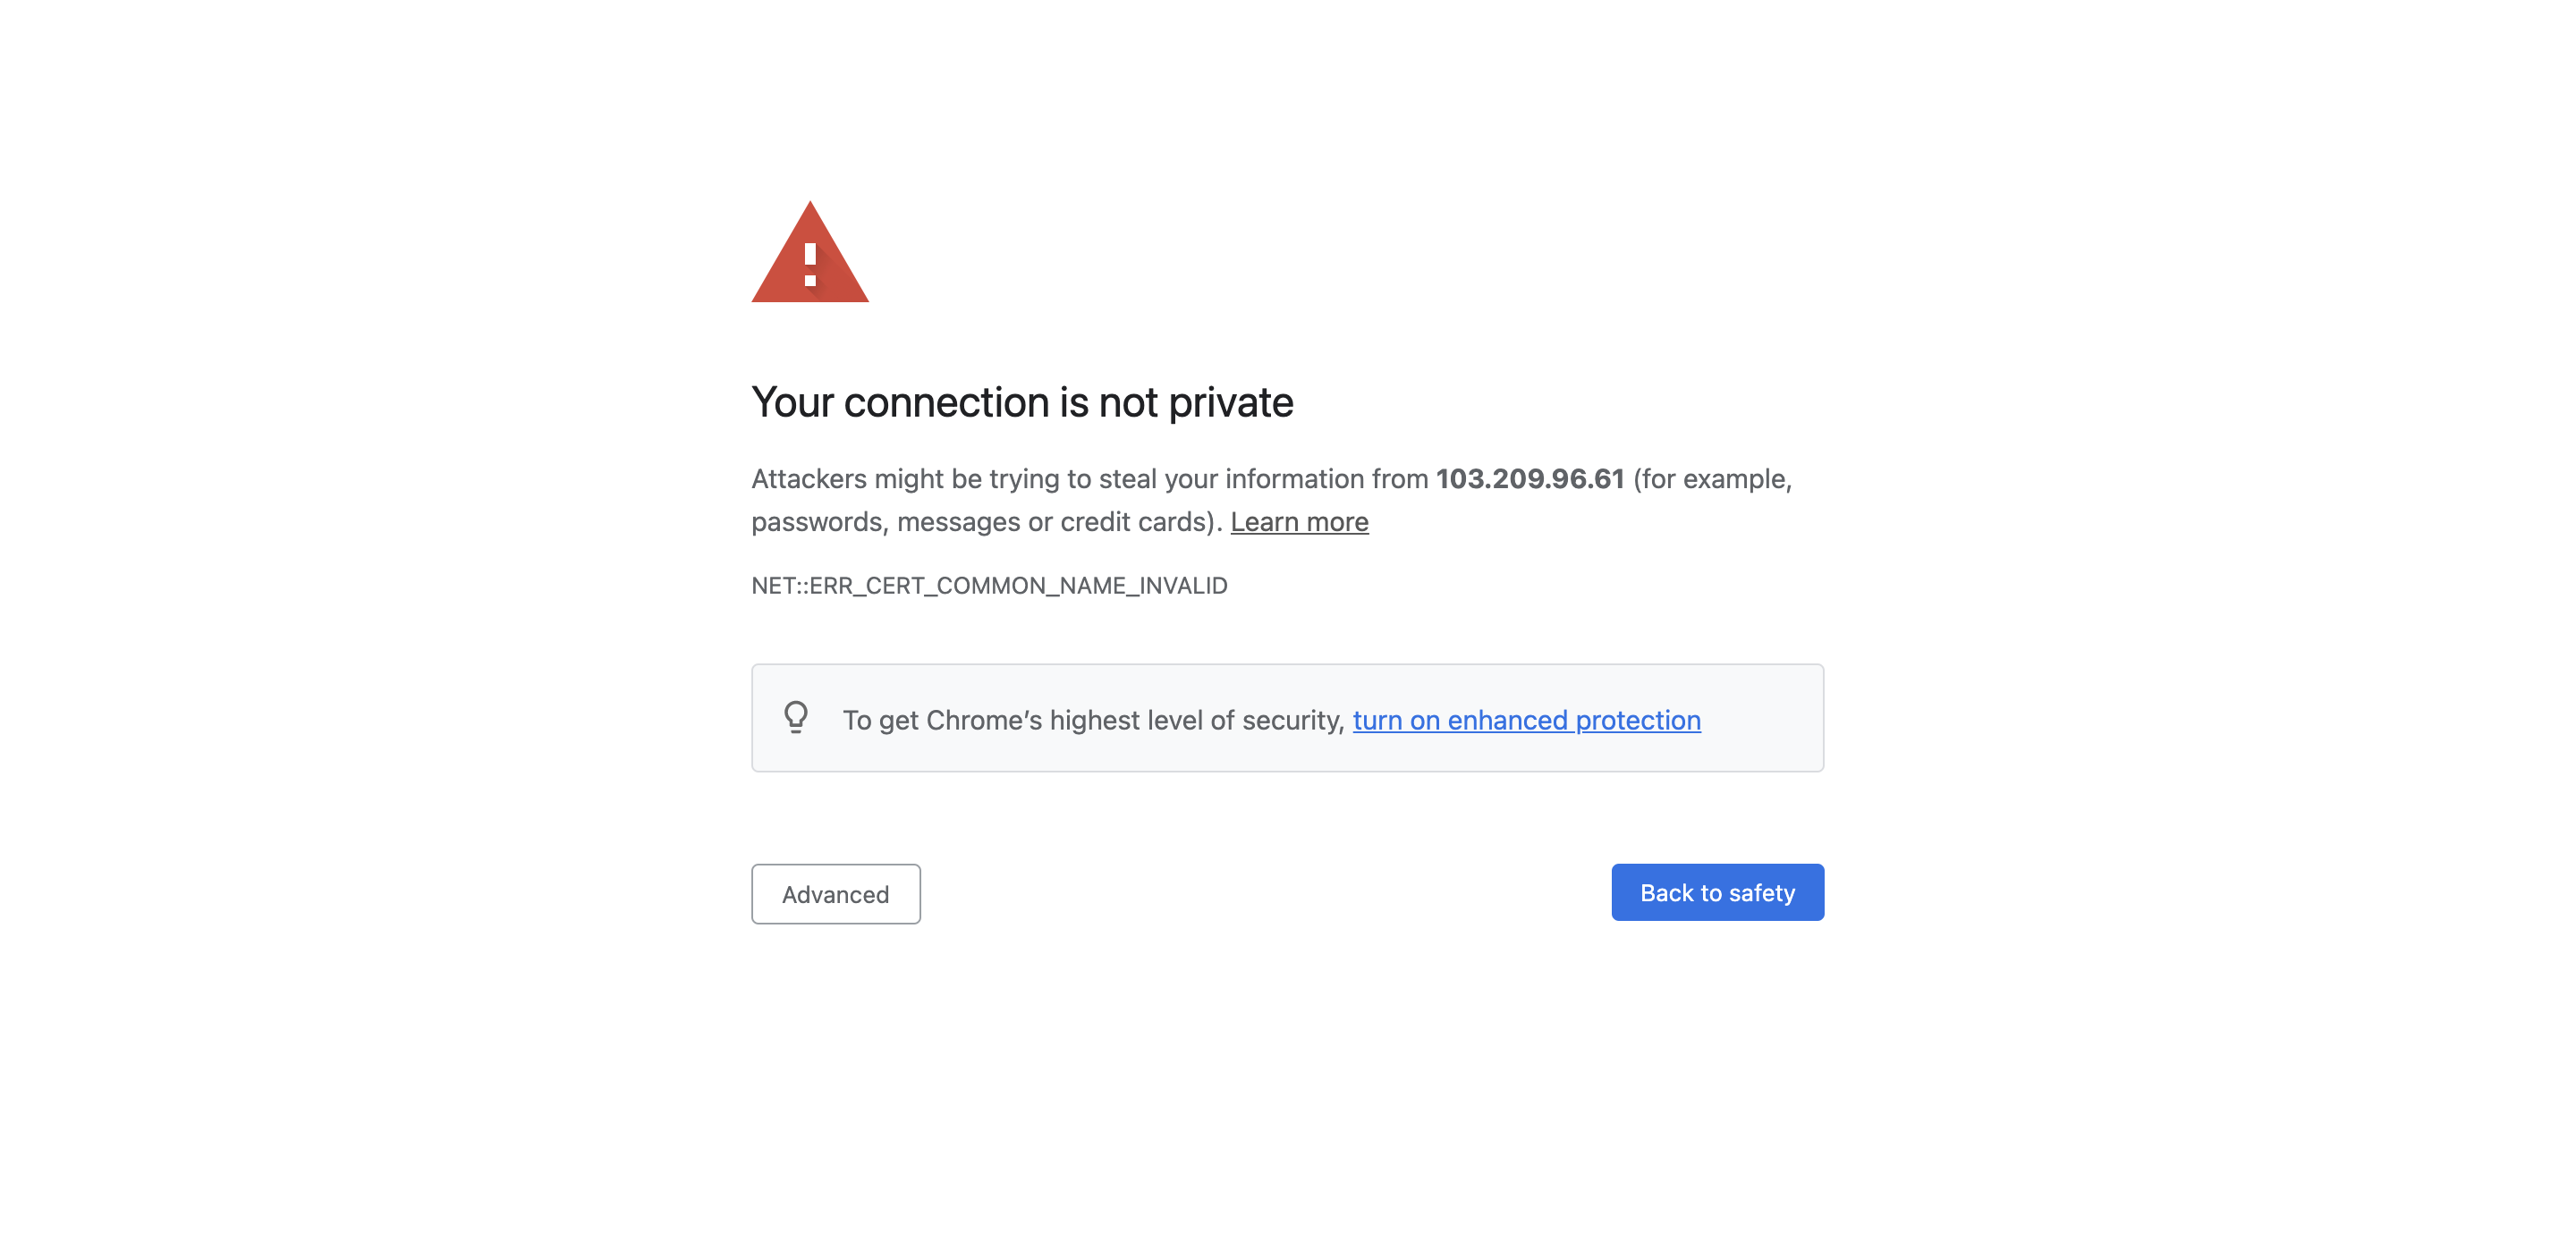 Your connection is not private
Attackers might be trying to steal your information from 103.209.96.61 (for example,
passwords, messages or credit cards). Learn more
NET::ERR_CERT_COMMON_NAME_INVALID
To get Chrome’s highest level of security, turn on enhanced protection
Advanced
Back to safety